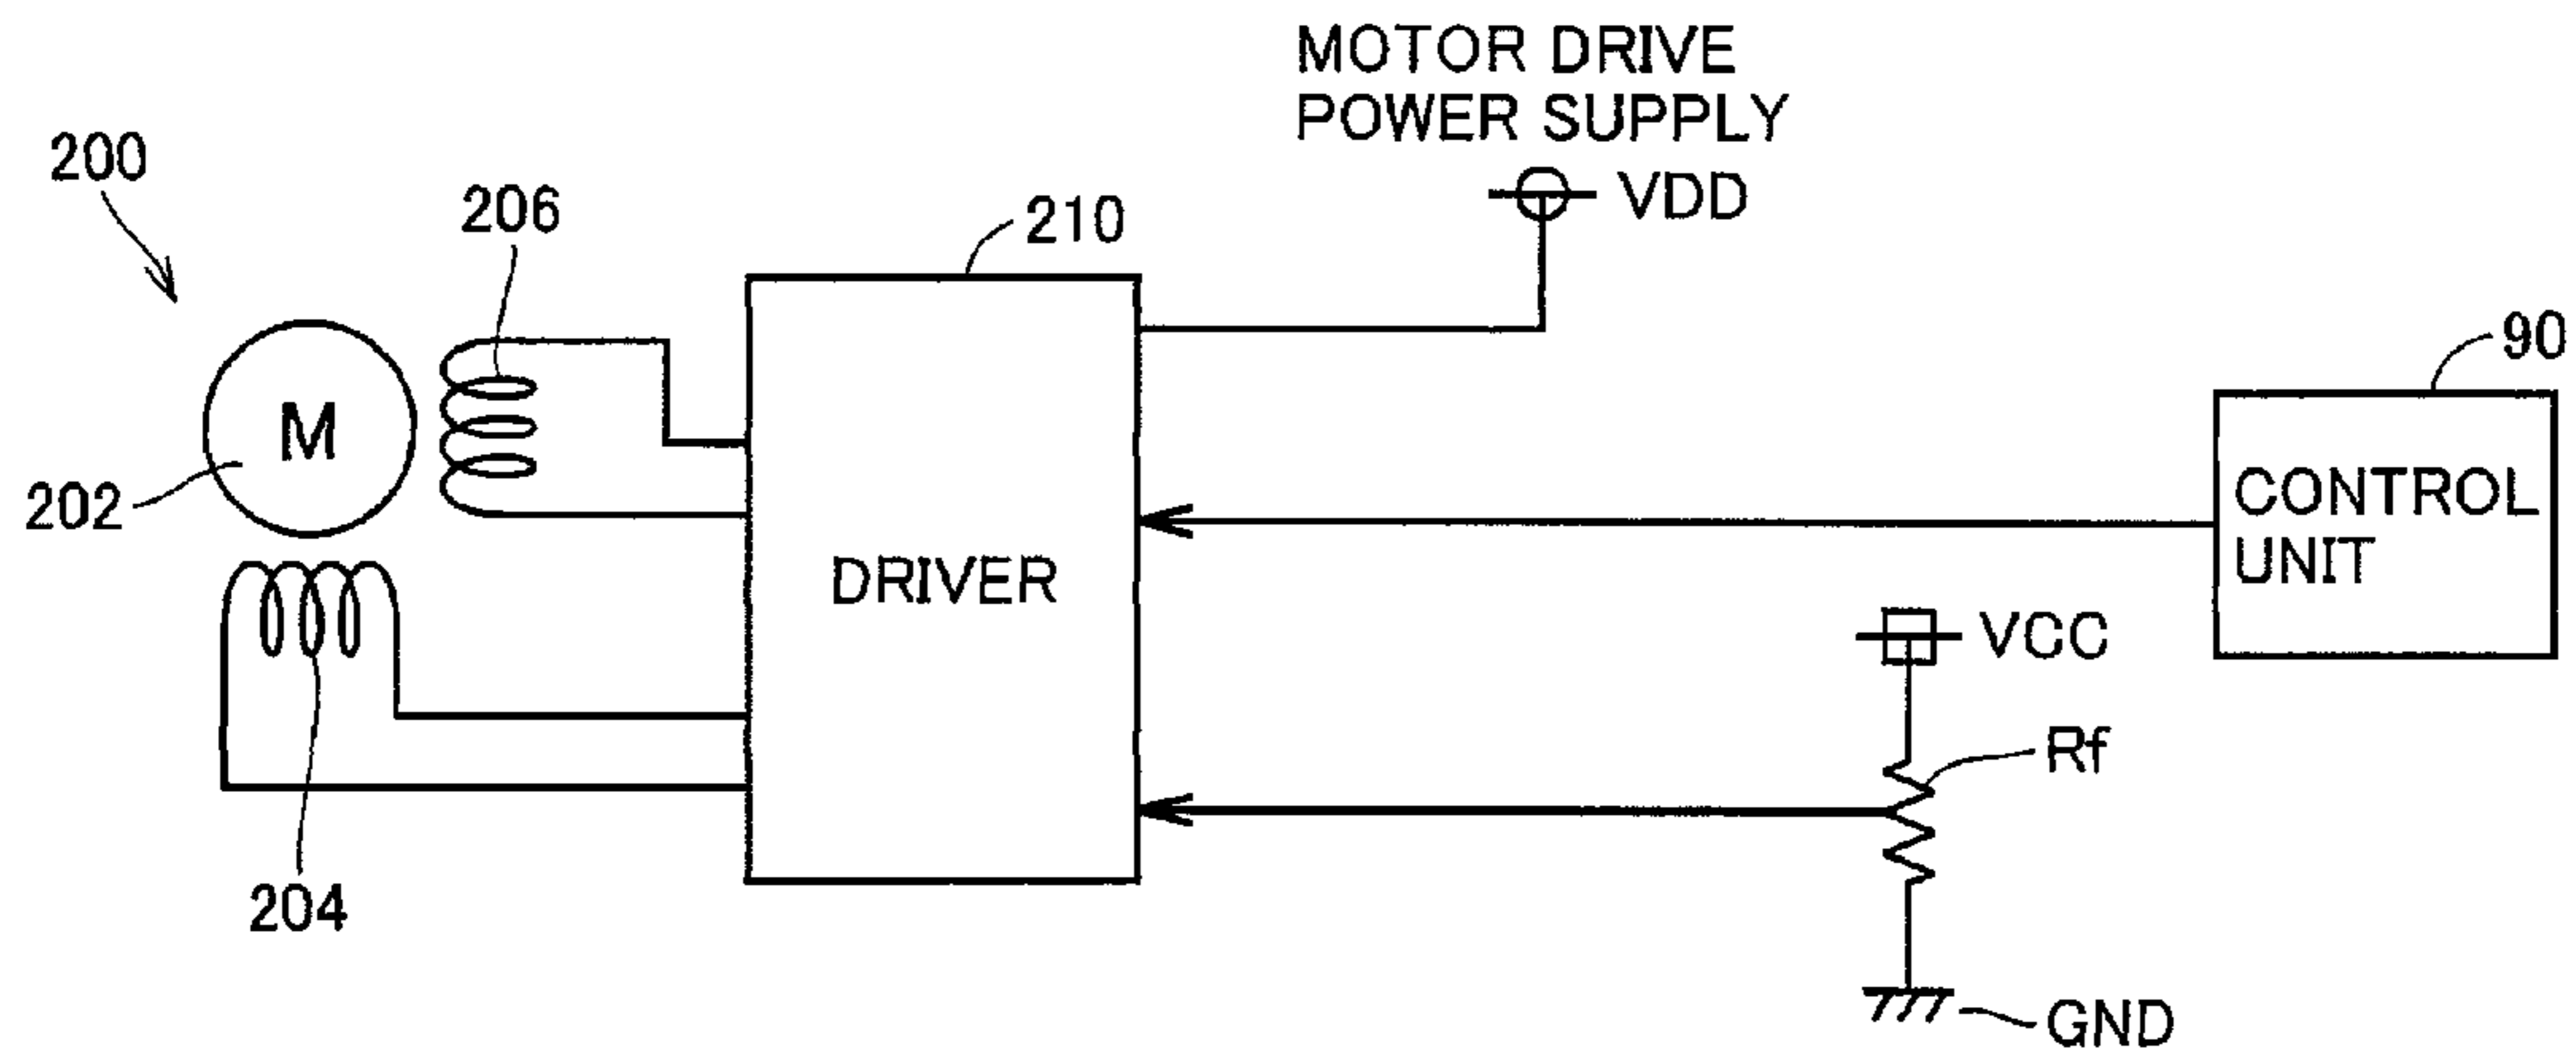 MOTOR DRIVE
POWER SUPPLY
VDD
200
206
210
90
M
202
CONTROL
UNIT
DRIVER
VCC
Rf
204
GND